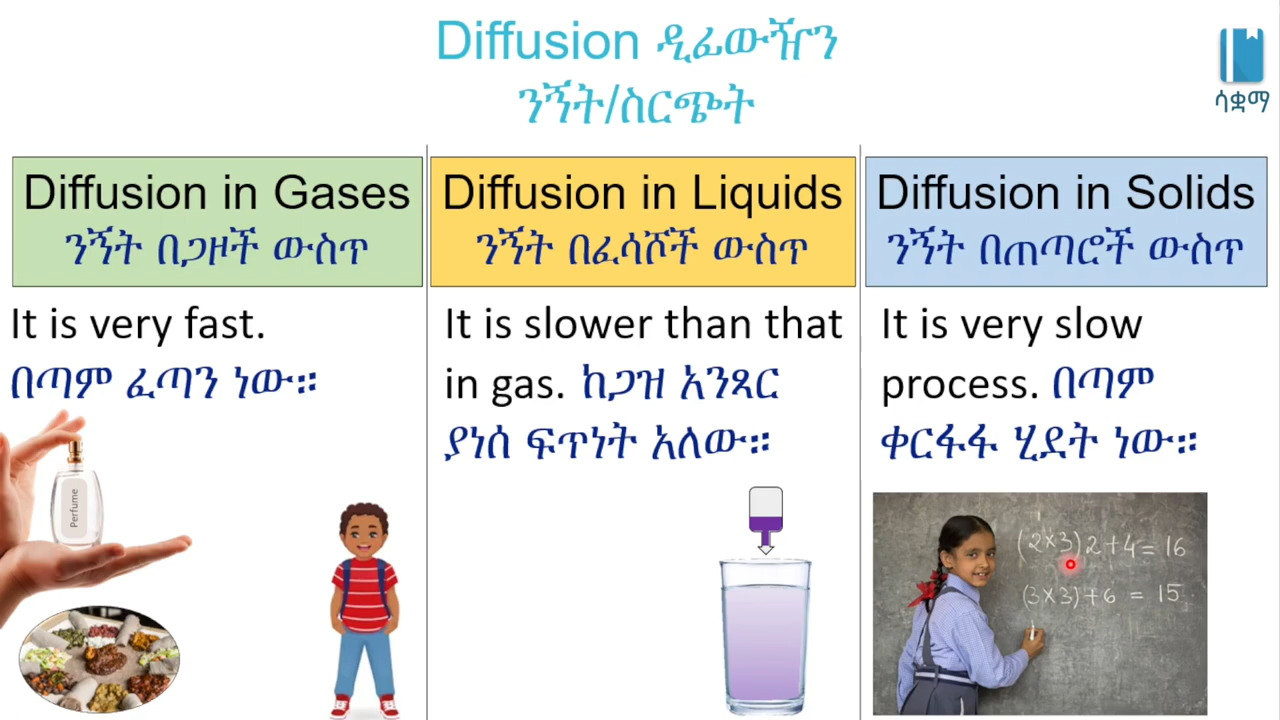 Diffusion ዲፊውዥን
ንኝት/ስርጭት
ሳቋማ
Diffusion in Gases
ንኝት በጋዞች ውስጥ
It is very fast.
በጣም ፈጣን ነው።
Perfume
Diffusion in Liquids
ንኝት በፈሳሾች ውስጥ
It is slower than that
in gas. ከጋዝ አንጻር
ያነሰ ፍጥነት አለው።
Diffusion in Solids
ንኝት በጠጣሮች ውስጥ
It is very slow
process. በጣም
ቀርፋፋ ሂደት ነው።
(2×3)2+4=16
(3×3)+6 = 15